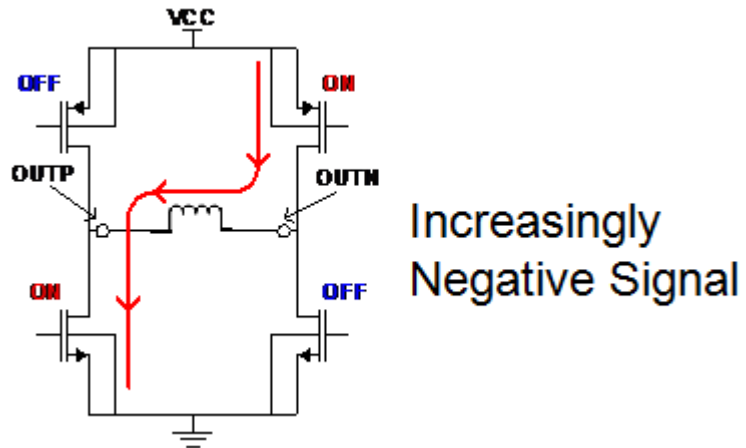 VCC
OFF
ON
OUTP
OUTN
Increasingly
Negative Signal
ON
OFF